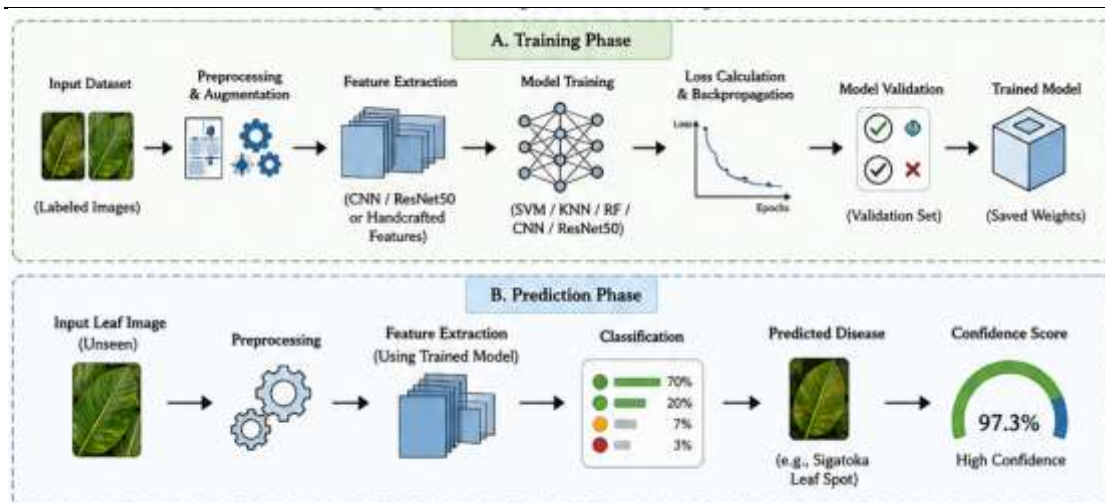 A. Training Phase
Input Dataset
(Labeled Images)
Preprocessing
& Augmentation
Feature Extraction
(CNN / ResNet50
or Handcrafted
Features)
Model Training
(SVM / KNN / RF /
CNN / ResNet50)
Loss Calculation
& Backpropagation
Loss
Epochs
Model Validation
(Validation Set)
Trained Model
(Saved Weights)
B. Prediction Phase
Input Leaf Image
(Unseen)
Preprocessing
Feature Extraction
(Using Trained Model)
Classification
70%
20%
7%
3%
Predicted Disease
(e.g., Sigatoka
Leaf Spot)
Confidence Score
97.3%
High Confidence